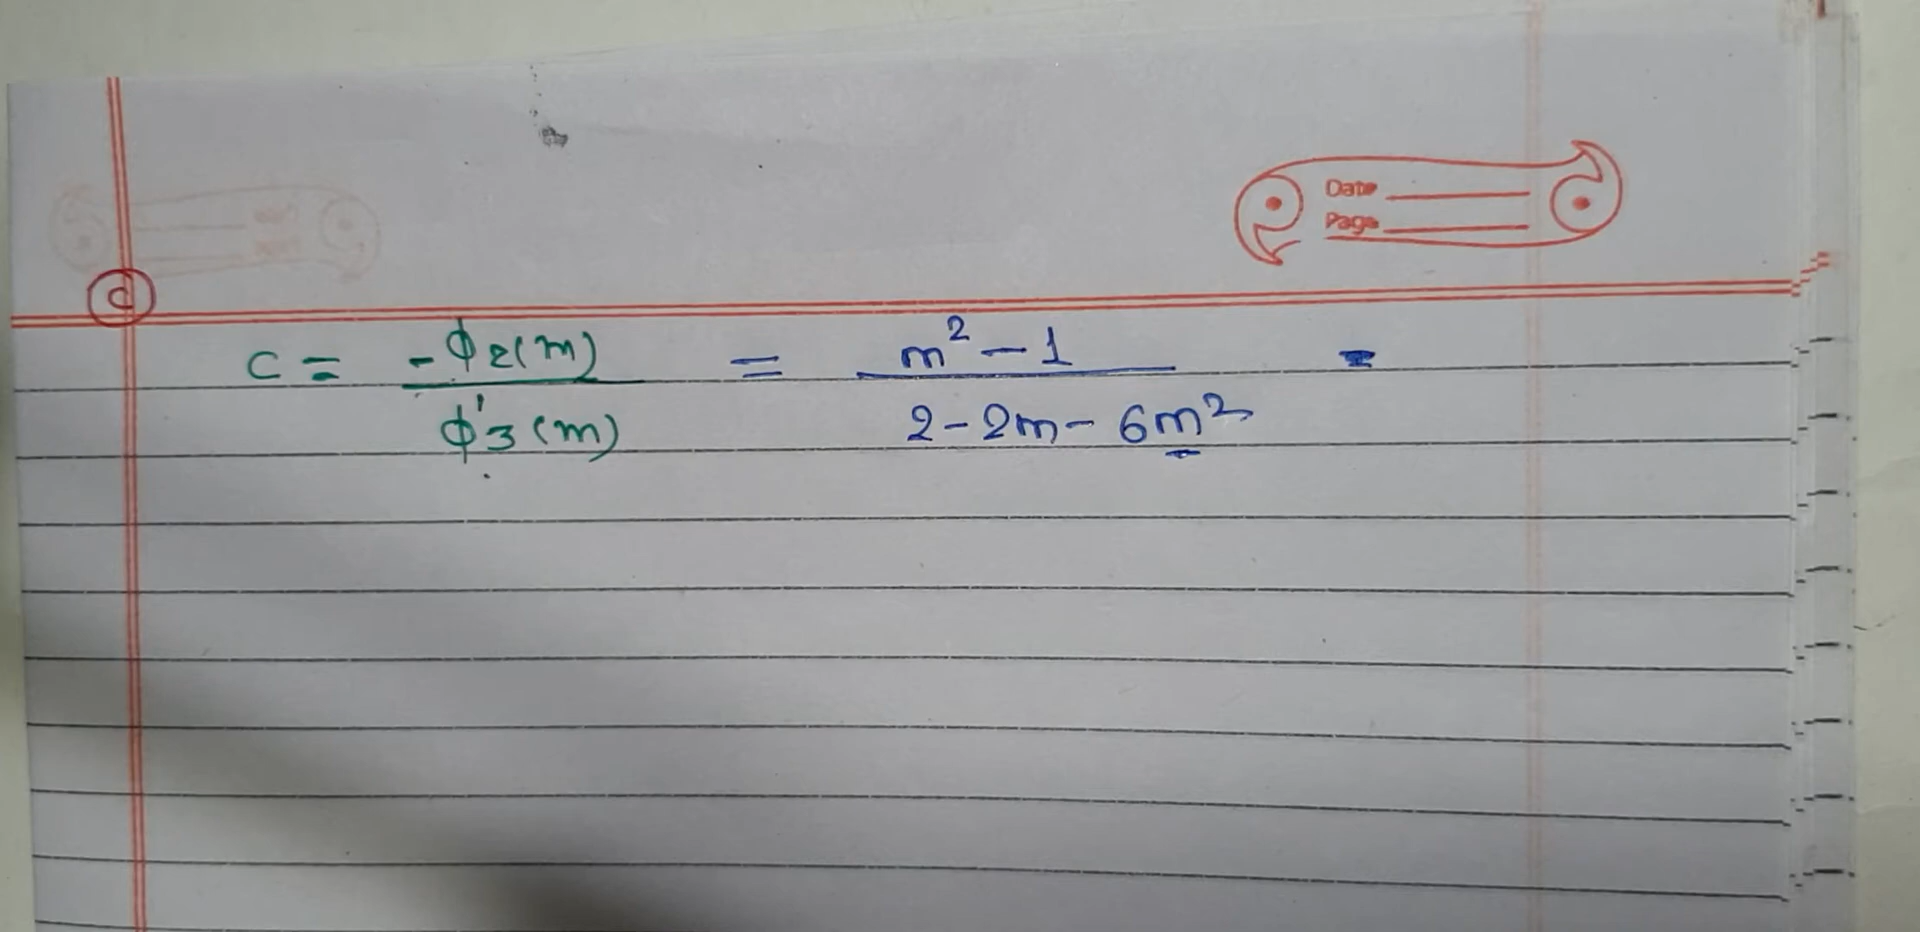 Date
Page
C
C = -ϕ2(m) / ϕ'3(m) = m² - 1 / 2 - 2m - 6m² =